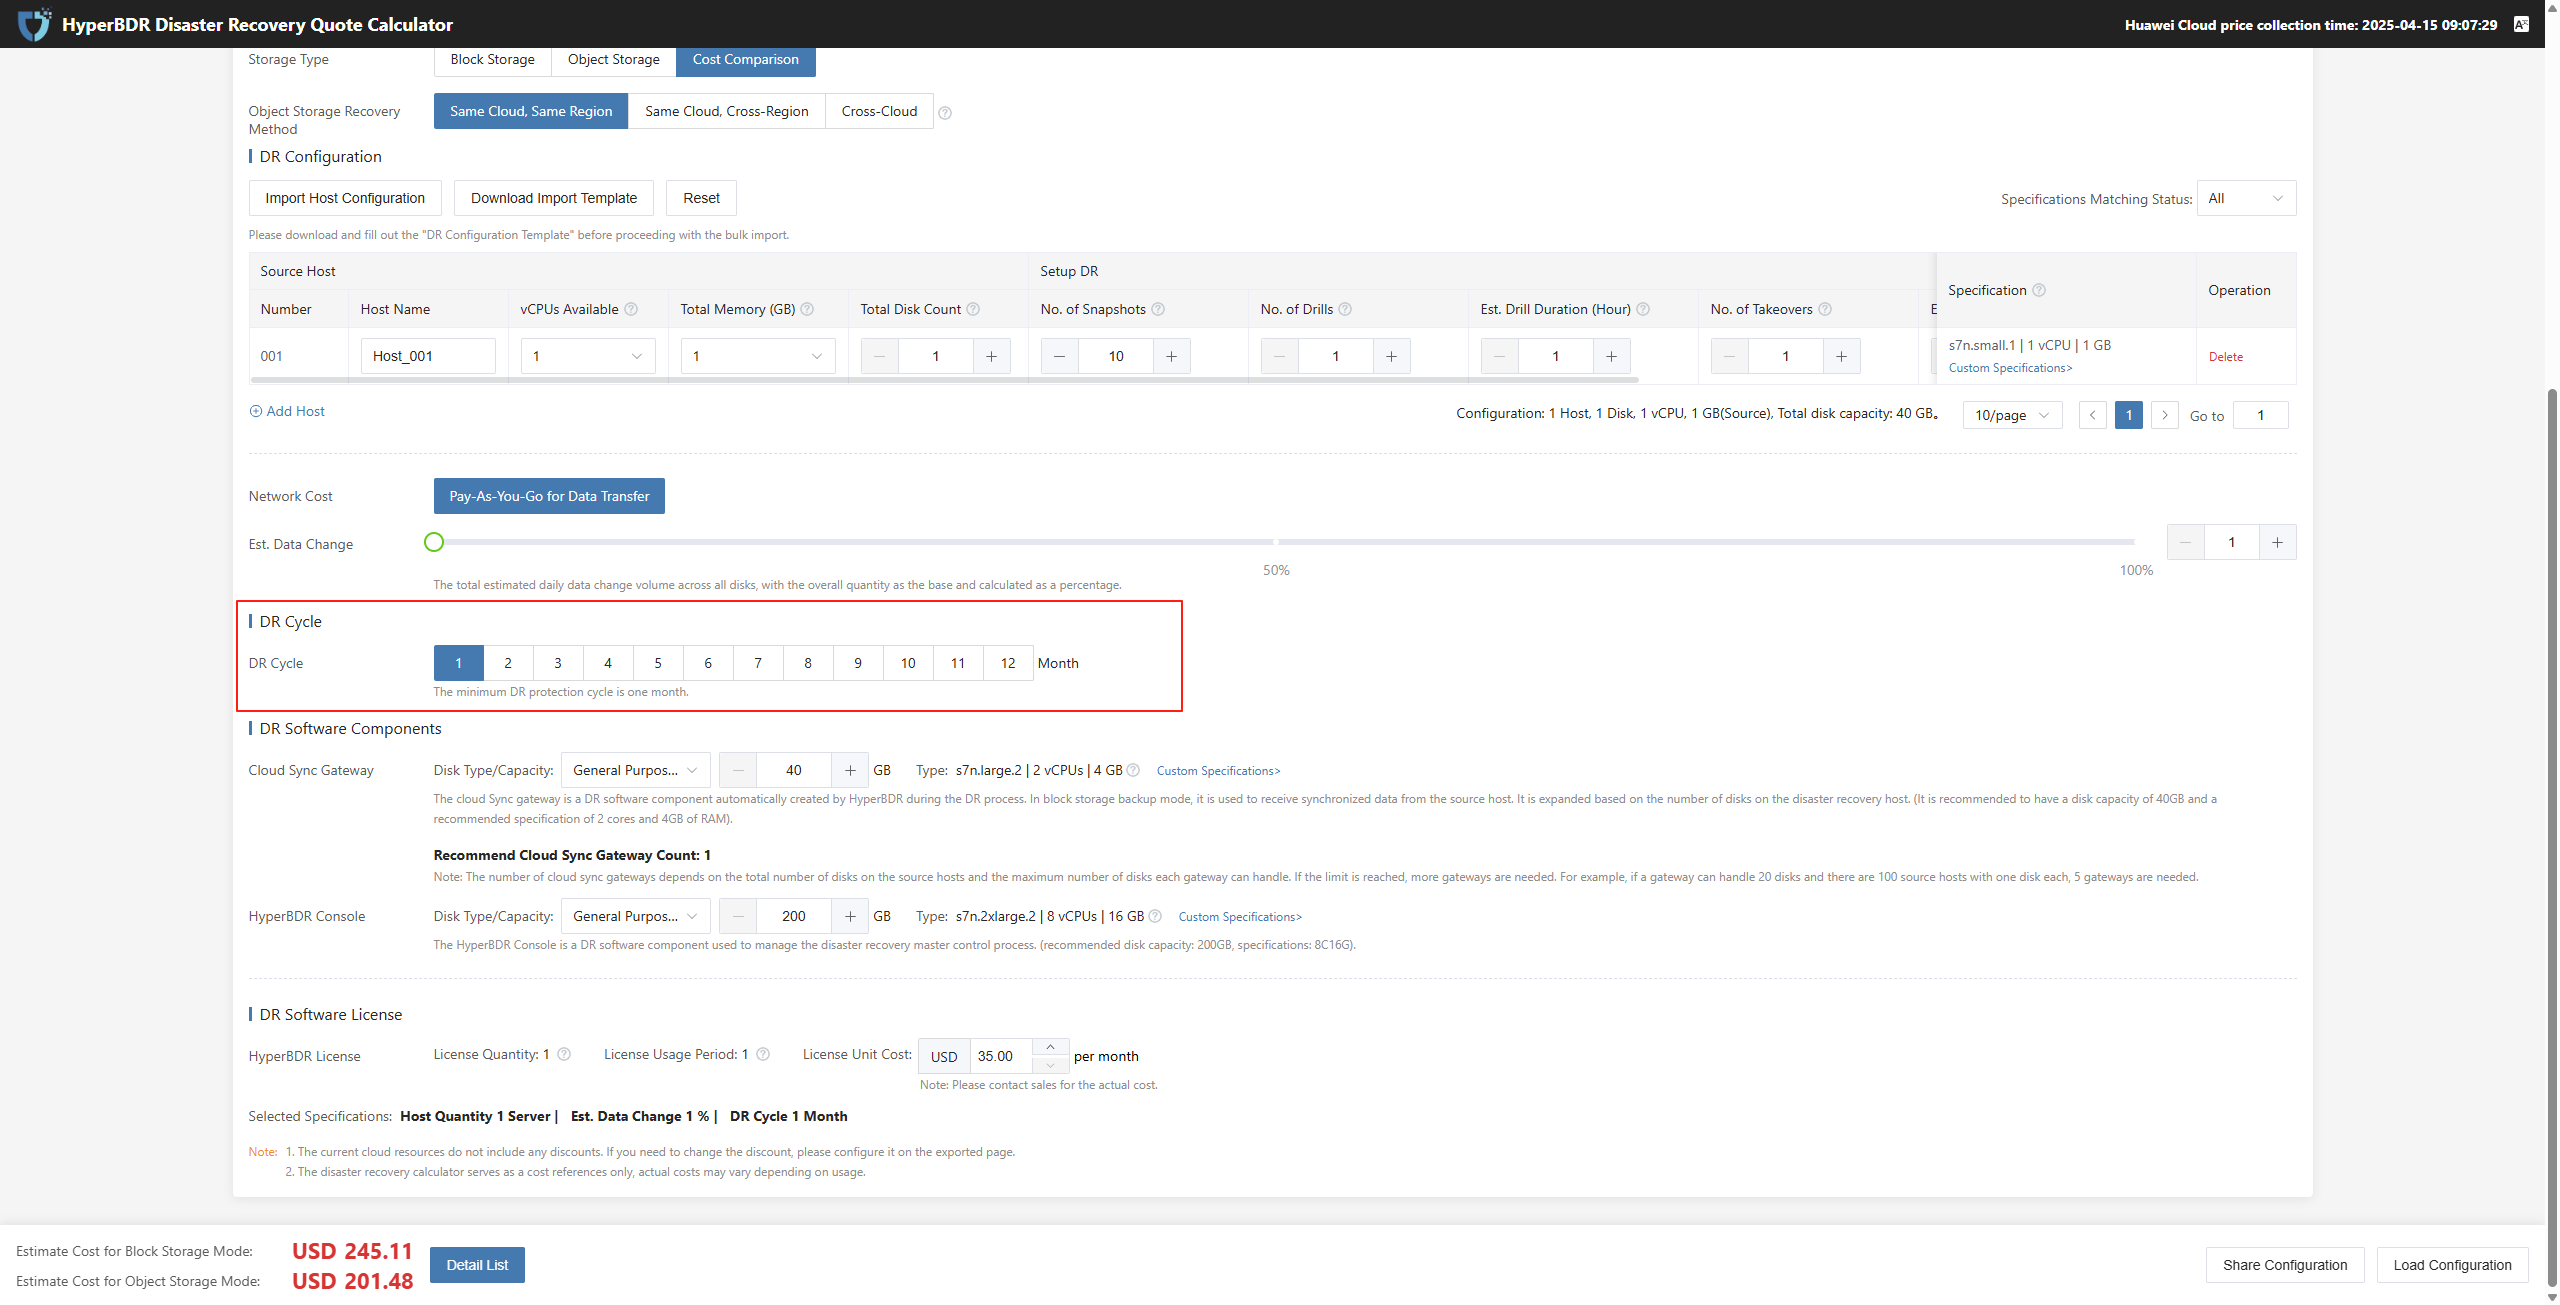 HyperBDR Disaster Recovery Quote Calculator
Huawei Cloud price collection time: 2025-04-15 09:07:29
Storage Type Block Storage Object Storage Cost Comparison
Object Storage Recovery Method Same Cloud, Same Region Same Cloud, Cross-Region Cross-Cloud
DR Configuration
Import Host Configuration Download Import Template Reset Specifications Matching Status: All
Please download and fill out the "DR Configuration Template" before proceeding with the bulk import.
Source Host Setup DR Specification Operation
Number Host Name vCPUs Available Total Memory (GB) Total Disk Count No. of Snapshots No. of Drills Est. Drill Duration (Hour) No. of Takeovers E
001 Host_001 1 1 1 10 1 1 1 s7n.small.1 | 1 vCPU | 1 GB Delete
Custom Specifications>
Add Host Configuration: 1 Host, 1 Disk, 1 vCPU, 1 GB(Source), Total disk capacity: 40 GB。 10/page 1 Go to 1
Network Cost Pay-As-You-Go for Data Transfer
Est. Data Change 1
50% 100%
The total estimated daily data change volume across all disks, with the overall quantity as the base and calculated as a percentage.
DR Cycle
DR Cycle 1 2 3 4 5 6 7 8 9 10 11 12 Month
The minimum DR protection cycle is one month.
DR Software Components
Cloud Sync Gateway Disk Type/Capacity: General Purpos... 40 GB Type: s7n.large.2 | 2 vCPUs | 4 GB Custom Specifications>
The cloud Sync gateway is a DR software component automatically created by HyperBDR during the DR process. In block storage backup mode, it is used to receive synchronized data from the source host. It is expanded based on the number of disks on the disaster recovery host. (It is recommended to have a disk capacity of 40GB and a
recommended specification of 2 cores and 4GB of RAM).
Recommend Cloud Sync Gateway Count: 1
Note: The number of cloud sync gateways depends on the total number of disks on the source hosts and the maximum number of disks each gateway can handle. If the limit is reached, more gateways are needed. For example, if a gateway can handle 20 disks and there are 100 source hosts with one disk each, 5 gateways are needed.
HyperBDR Console Disk Type/Capacity: General Purpos... 200 GB Type: s7n.2xlarge.2 | 8 vCPUs | 16 GB Custom Specifications>
The HyperBDR Console is a DR software component used to manage the disaster recovery master control process. (recommended disk capacity: 200GB, specifications: 8C16G).
DR Software License
HyperBDR License License Quantity: 1 License Usage Period: 1 License Unit Cost: USD 35.00 per month
Note: Please contact sales for the actual cost.
Selected Specifications: Host Quantity 1 Server | Est. Data Change 1 % | DR Cycle 1 Month
Note: 1. The current cloud resources do not include any discounts. If you need to change the discount, please configure it on the exported page.
2. The disaster recovery calculator serves as a cost references only, actual costs may vary depending on usage.
Estimate Cost for Block Storage Mode: USD 245.11
Estimate Cost for Object Storage Mode: USD 201.48
Detail List Share Configuration Load Configuration